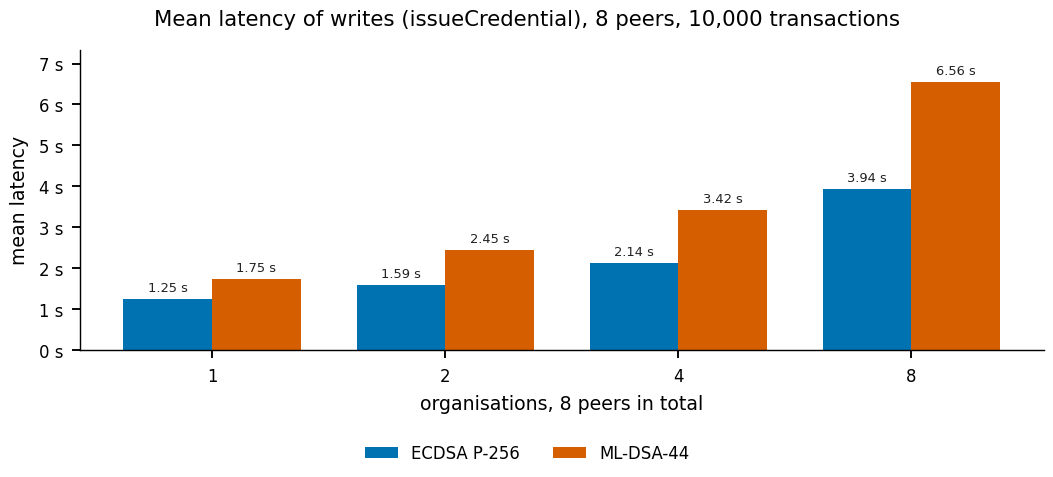 Mean latency of writes (issueCredential), 8 peers, 10,000 transactions
7 s
6 s
5 s
4 s
3 s
2 s
1 s
0 s
mean latency
1.25 s
1.75 s
1.59 s
2.45 s
2.14 s
3.42 s
3.94 s
6.56 s
1
2
4
8
organisations, 8 peers in total
ECDSA P-256
ML-DSA-44